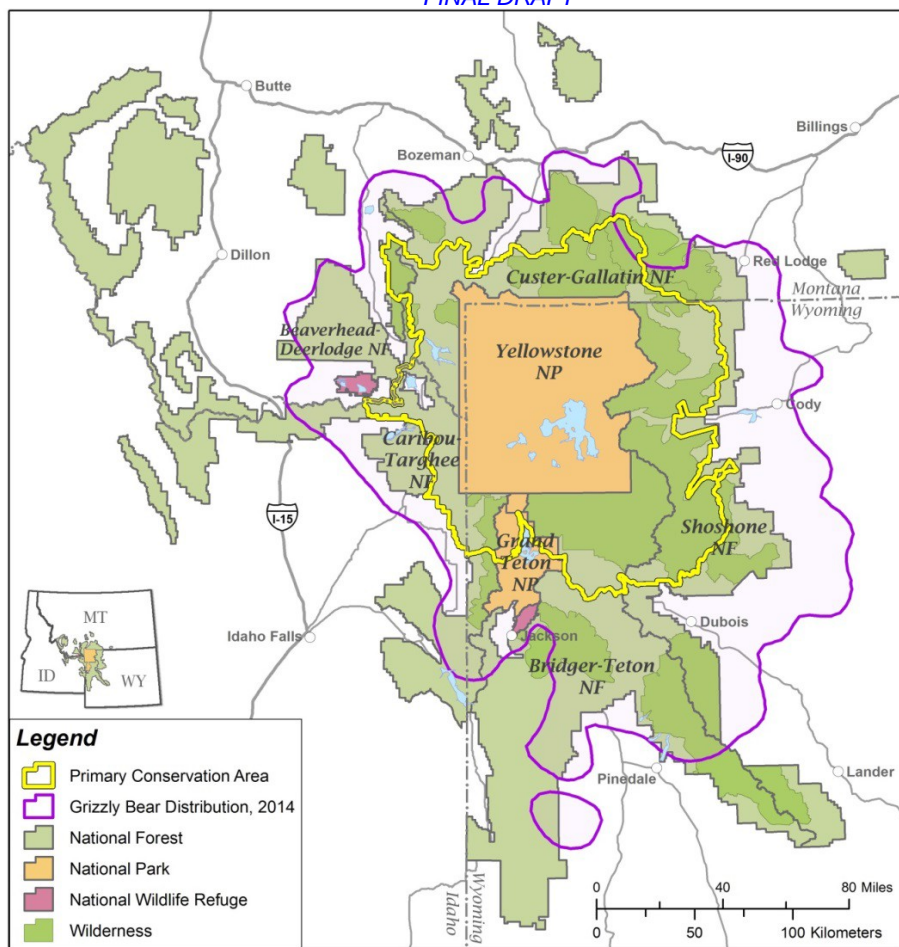 FINAL DRAFT
Butte
Billings
Bozeman
I-90
Dillon
Red Lodge
Custer-Gallatin NF
Montana
Wyoming
Beaverhead-
Deerlodge NF
Yellowstone
NP
Cody
Caribou-
Targhee
NF
I-15
Shoshone
NF
Grand
Teton
NP
Idaho Falls
Jackson
Dubois
MT
ID
WY
Bridger-Teton
NF
Pinedale
Lander
Legend
Primary Conservation Area
Grizzly Bear Distribution, 2014
National Forest
National Park
National Wildlife Refuge
Wilderness
Idaho
Wyoming
0 40 80 Miles
0 50 100 Kilometers